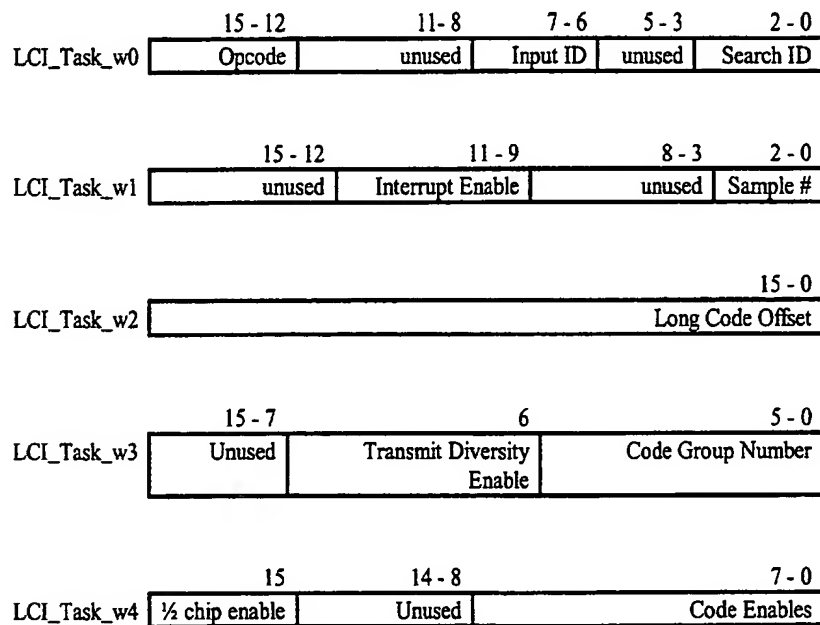 15 - 12 11-8 7 - 6 5 - 3 2 - 0
LCI_Task_w0 Opcode unused Input ID unused Search ID
15 - 12 11 - 9 8 - 3 2 - 0
LCI_Task_w1 unused Interrupt Enable unused Sample #
15 - 0
LCI_Task_w2 Long Code Offset
15 - 7 6 5 - 0
LCI_Task_w3 Unused Transmit Diversity Code Group Number
Enable
15 14 - 8 7 - 0
LCI_Task_w4 ½ chip enable Unused Code Enables